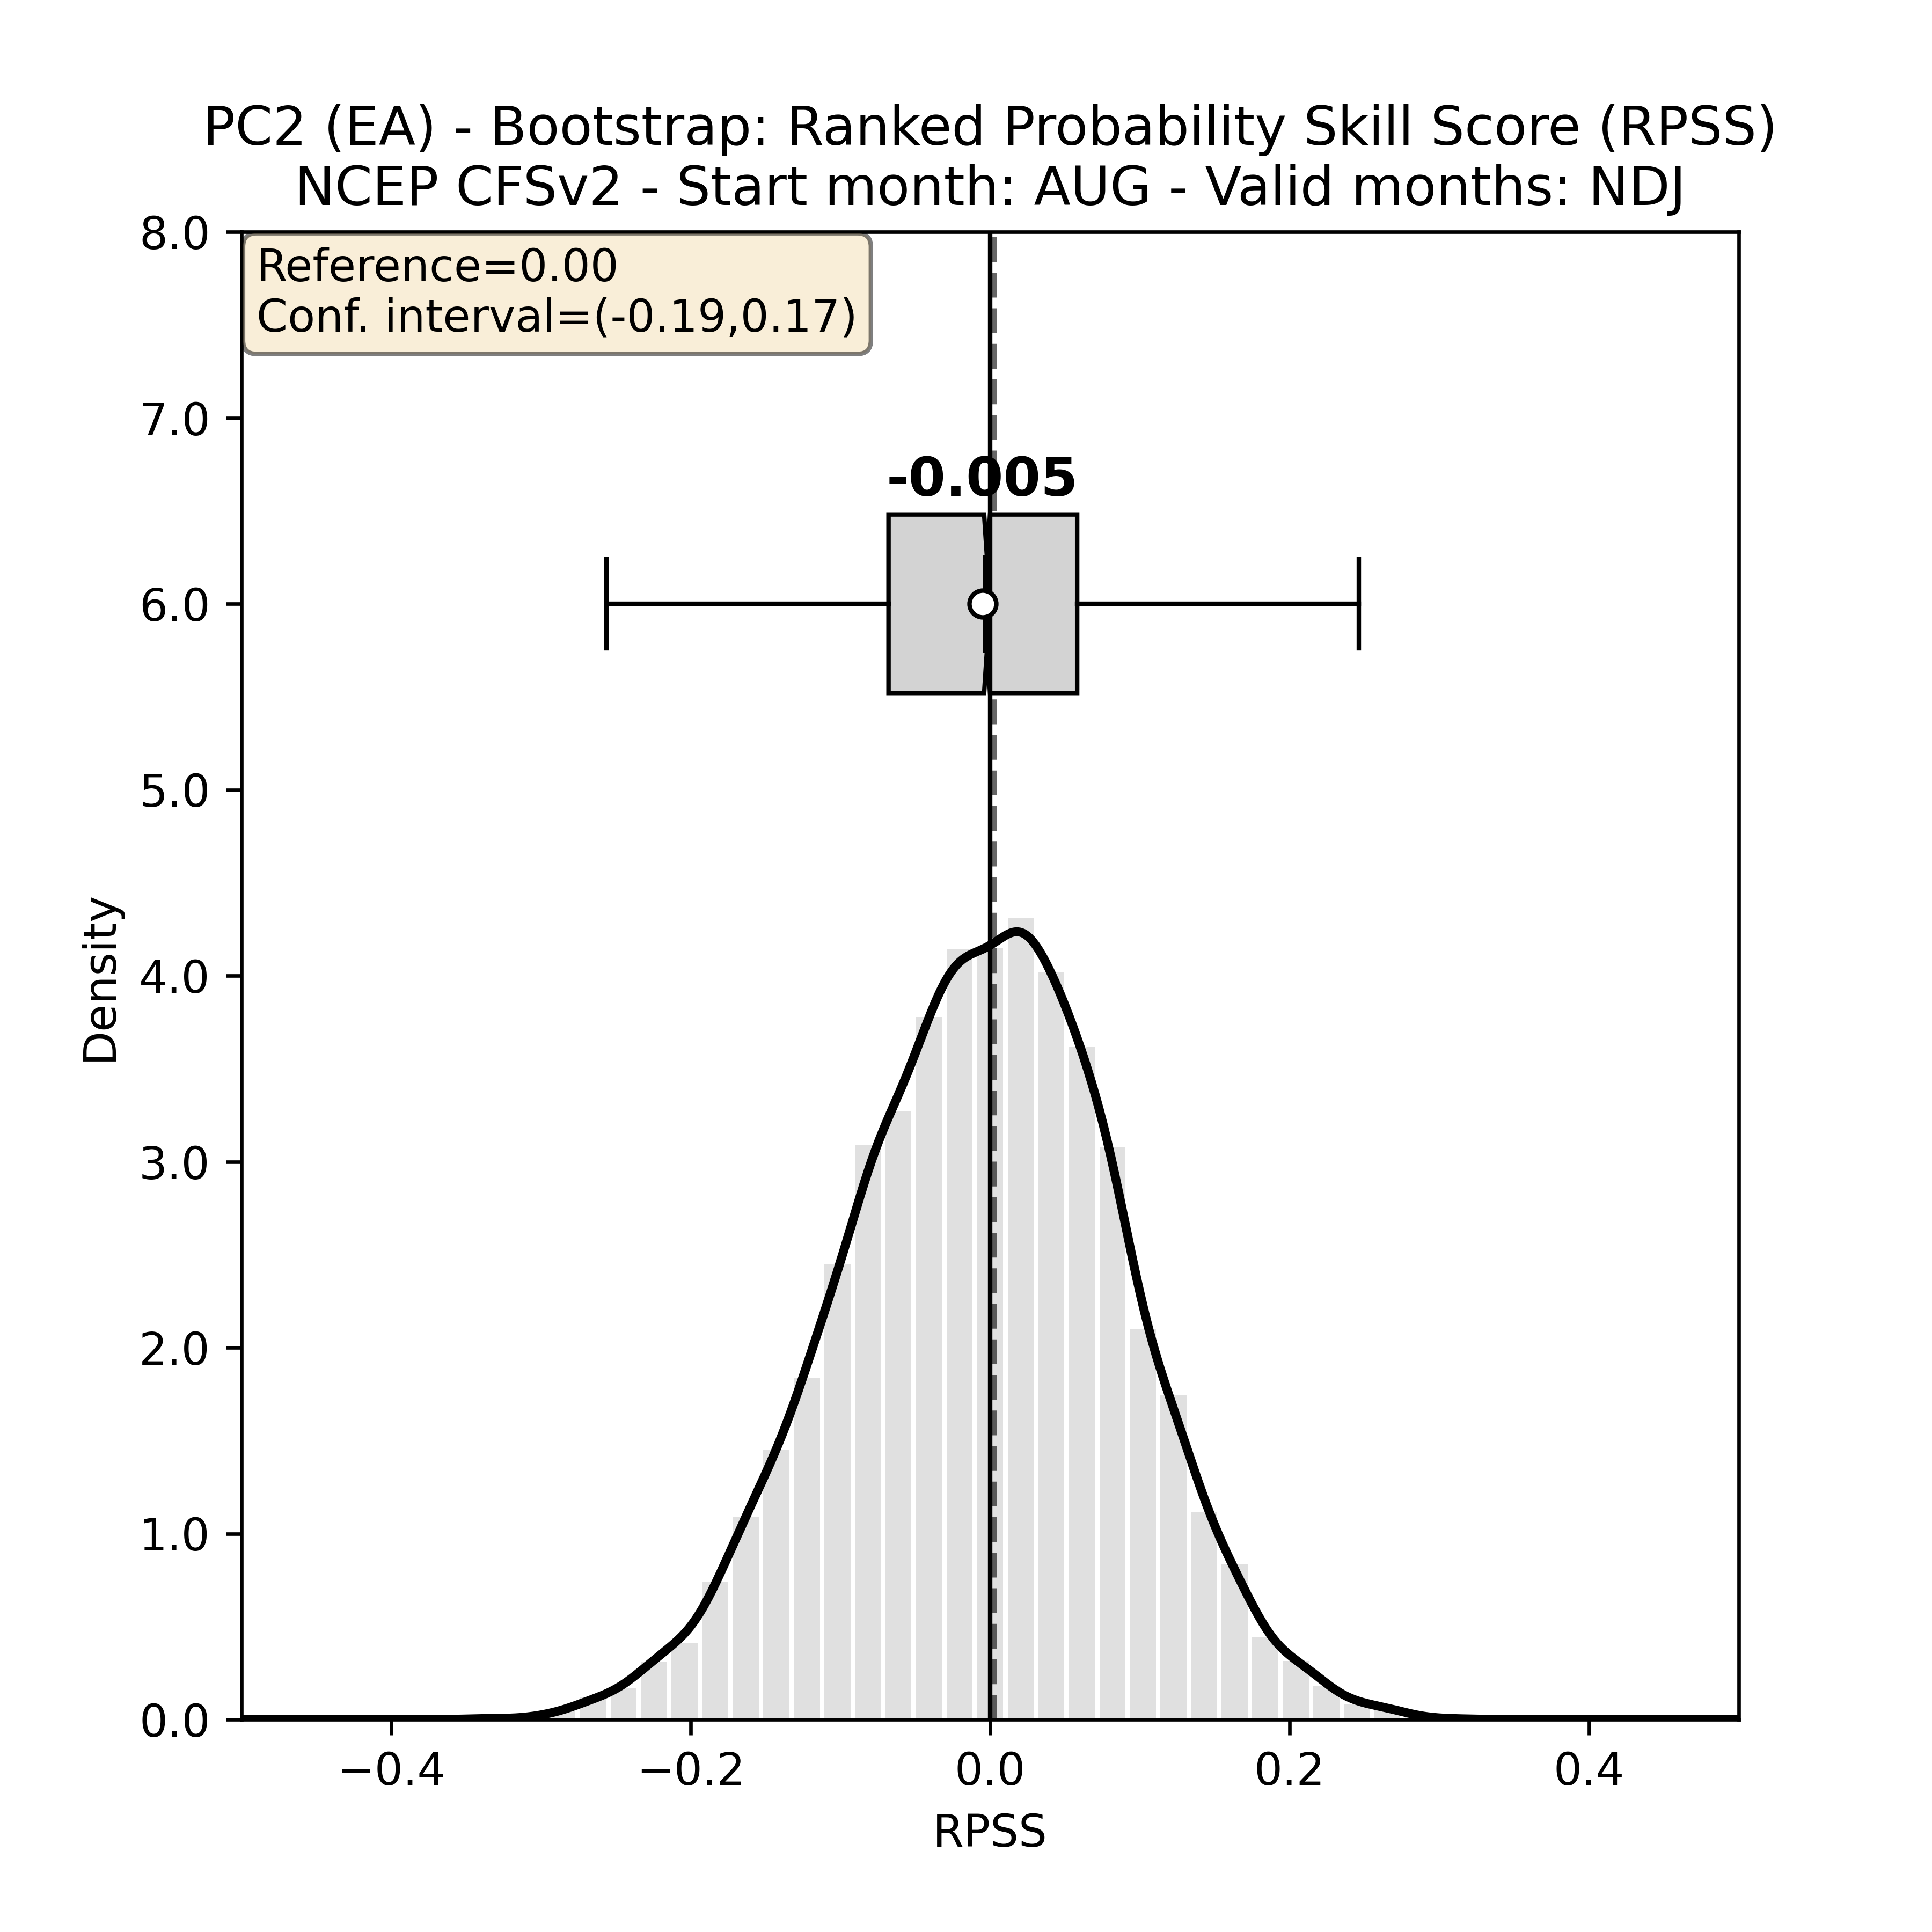 PC2 (EA) - Bootstrap: Ranked Probability Skill Score (RPSS)
NCEP CFSv2 - Start month: AUG - Valid months: NDJ
Reference=0.00
Conf. interval=(-0.19,0.17)
-0.005
8.0
7.0
6.0
5.0
4.0
3.0
2.0
1.0
0.0
Density
−0.4
−0.2
0.0
0.2
0.4
RPSS